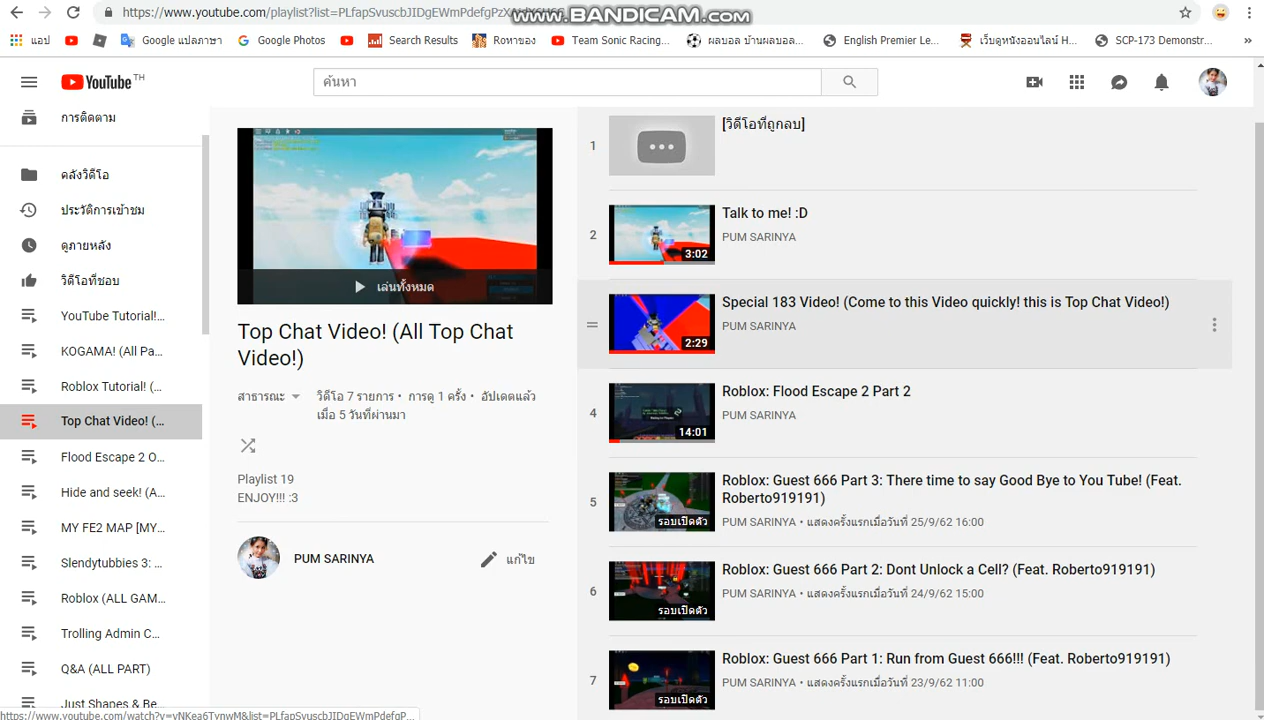 https://www.youtube.com/playlist?list=PLfapSvuscbJIDgEWmPdefgPzX
www.BANDICAM.com
แอป
Google แปลภาษา
Google Photos
Search Results
Roหาของ
Team Sonic Racing...
ผลบอล บ้านผลบอล...
English Premier Le...
เว็บดูหนังออนไลน์ H...
SCP-173 Demonstr...
»
YouTube TH
ค้นหา
การติดตาม
คลังวิดีโอ
ประวัติการเข้าชม
ดูภายหลัง
วิดีโอที่ชอบ
YouTube Tutorial!...
KOGAMA! (All Pa...
Roblox Tutorial! (...
Top Chat Video! (...
Flood Escape 2 O...
Hide and seek! (A...
MY FE2 MAP [MY...
Slendytubbies 3: ...
Roblox (ALL GAM...
Trolling Admin C...
Q&A (ALL PART)
Just Shapes & Be...
เล่นทั้งหมด
Top Chat Video! (All Top Chat
Video!)
สาธารณะ
วิดีโอ 7 รายการ • การดู 1 ครั้ง • อัปเดตแล้ว
เมื่อ 5 วันที่ผ่านมา
Playlist 19
ENJOY!!! :3
PUM SARINYA
แก้ไข
1
[วิดีโอที่ถูกลบ]
2
3:02
Talk to me! :D
PUM SARINYA
2:29
Special 183 Video! (Come to this Video quickly! this is Top Chat Video!)
PUM SARINYA
4
14:01
Roblox: Flood Escape 2 Part 2
PUM SARINYA
5
รอบเปิดตัว
Roblox: Guest 666 Part 3: There time to say Good Bye to You Tube! (Feat.
Roberto919191)
PUM SARINYA • แสดงครั้งแรกเมื่อวันที่ 25/9/62 16:00
6
รอบเปิดตัว
Roblox: Guest 666 Part 2: Dont Unlock a Cell? (Feat. Roberto919191)
PUM SARINYA • แสดงครั้งแรกเมื่อวันที่ 24/9/62 15:00
7
รอบเปิดตัว
Roblox: Guest 666 Part 1: Run from Guest 666!!! (Feat. Roberto919191)
PUM SARINYA • แสดงครั้งแรกเมื่อวันที่ 23/9/62 11:00